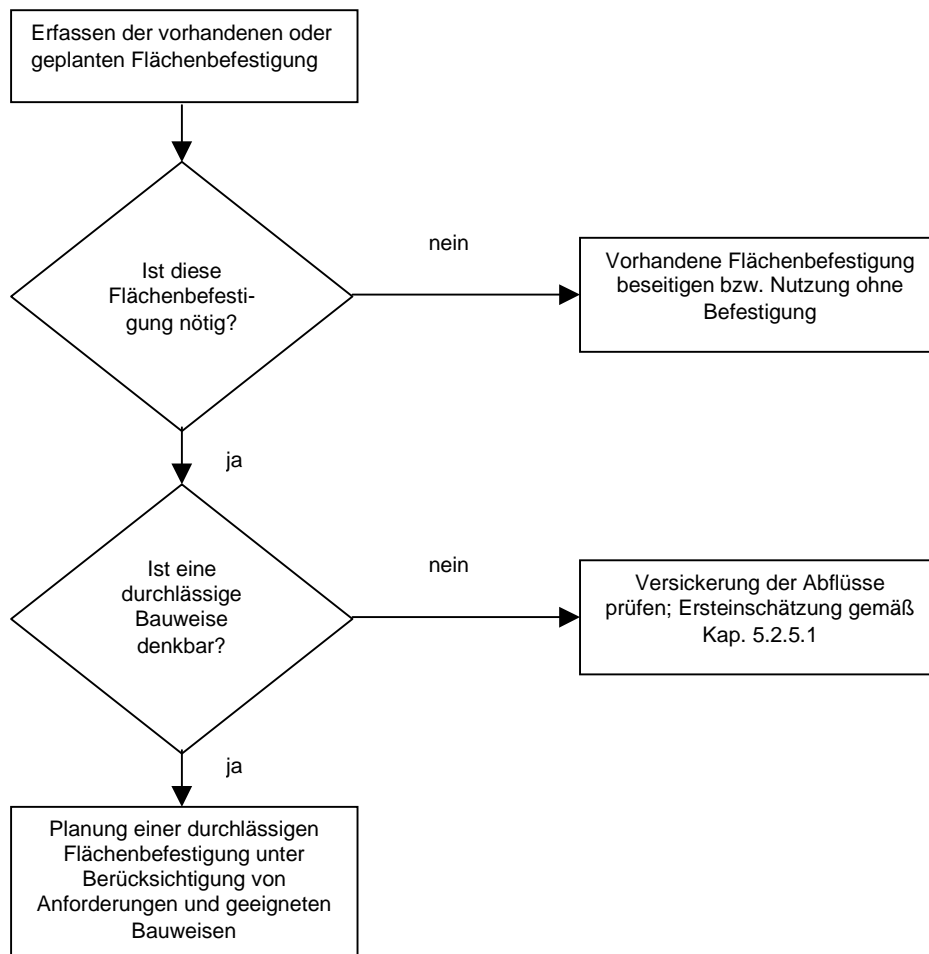 Erfassen der vorhandenen oder
geplanten Flächenbefestigung
Ist diese
Flächenbefesti-
gung nötig?
nein
Vorhandene Flächenbefestigung
beseitigen bzw. Nutzung ohne
Befestigung
ja
Ist eine
durchlässige
Bauweise
denkbar?
nein
Versickerung der Abflüsse
prüfen; Ersteinschätzung gemäß
Kap. 5.2.5.1
ja
Planung einer durchlässigen
Flächenbefestigung unter
Berücksichtigung von
Anforderungen und geeigneten
Bauweisen